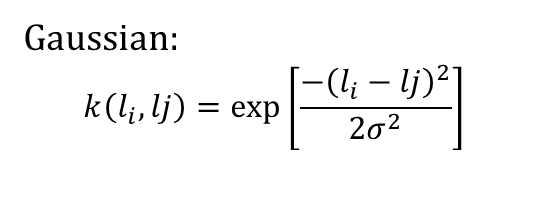 Gaussian:
k(lᵢ, lj) = exp [−(lᵢ − lj)² / 2σ²]